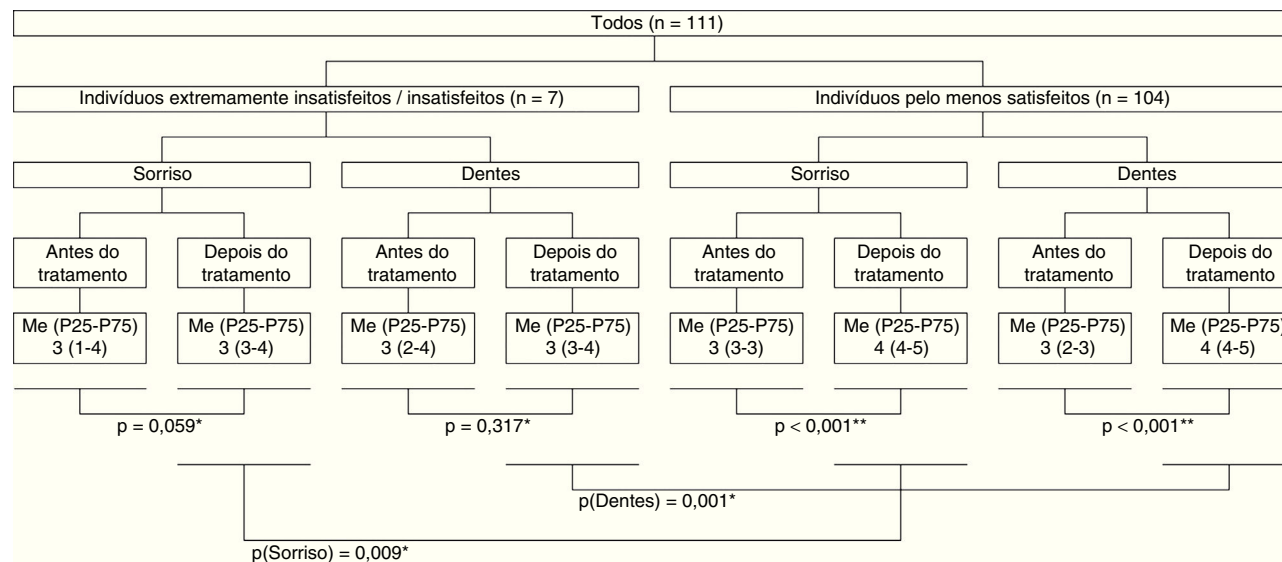 Todos (n = 111)
Indivíduos extremamente insatisfeitos / insatisfeitos (n = 7)
Indivíduos pelo menos satisfeitos (n = 104)
Sorriso
Dentes
Sorriso
Dentes
Antes do
tratamento
Depois do
tratamento
Antes do
tratamento
Depois do
tratamento
Antes do
tratamento
Depois do
tratamento
Antes do
tratamento
Depois do
tratamento
Me (P25-P75)
3 (1-4)
Me (P25-P75)
3 (3-4)
Me (P25-P75)
3 (2-4)
Me (P25-P75)
3 (3-4)
Me (P25-P75)
3 (3-3)
Me (P25-P75)
4 (4-5)
Me (P25-P75)
3 (2-3)
Me (P25-P75)
4 (4-5)
p = 0,059*
p = 0,317*
p < 0,001**
p < 0,001**
p(Dentes) = 0,001*
p(Sorriso) = 0,009*